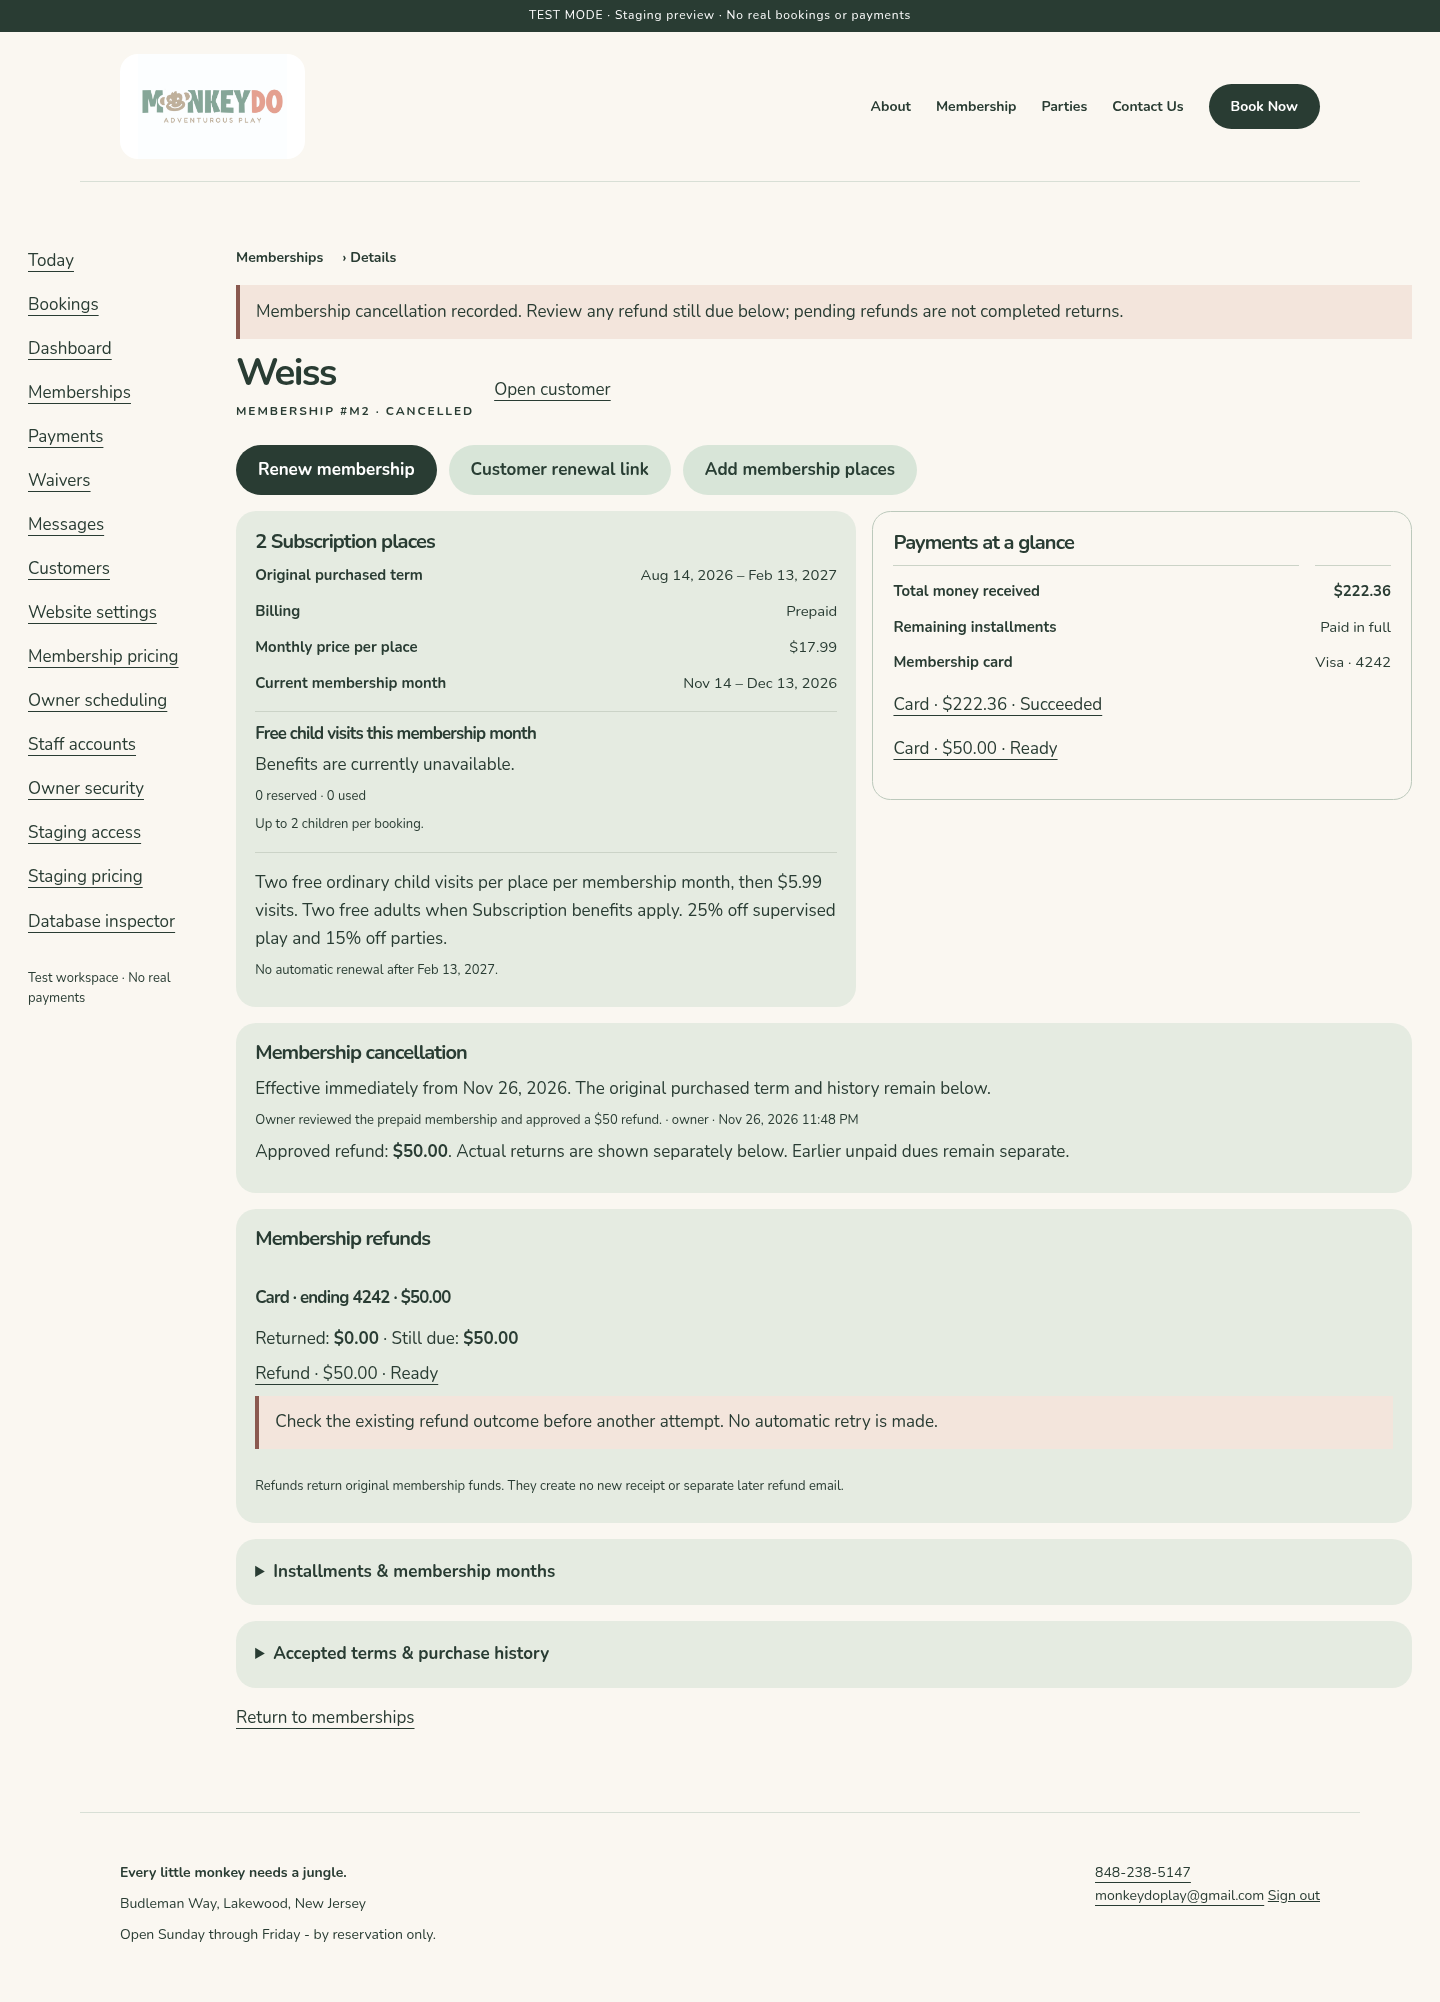 TEST MODE · Staging preview · No real bookings or payments
MONKEYDO
ADVENTUROUS PLAY
About
Membership
Parties
Contact Us
Book Now
Today
Bookings
Dashboard
Memberships
Payments
Waivers
Messages
Customers
Website settings
Membership pricing
Owner scheduling
Staff accounts
Owner security
Staging access
Staging pricing
Database inspector
Test workspace · No real
payments
Memberships › Details
Membership cancellation recorded. Review any refund still due below; pending refunds are not completed returns.
Weiss
MEMBERSHIP #M2 · CANCELLED
Open customer
Renew membership
Customer renewal link
Add membership places
2 Subscription places
Original purchased term Aug 14, 2026 – Feb 13, 2027
Billing Prepaid
Monthly price per place $17.99
Current membership month Nov 14 – Dec 13, 2026
Free child visits this membership month
Benefits are currently unavailable.
0 reserved · 0 used
Up to 2 children per booking.
Two free ordinary child visits per place per membership month, then $5.99
visits. Two free adults when Subscription benefits apply. 25% off supervised
play and 15% off parties.
No automatic renewal after Feb 13, 2027.
Payments at a glance
Total money received $222.36
Remaining installments Paid in full
Membership card Visa · 4242
Card · $222.36 · Succeeded
Card · $50.00 · Ready
Membership cancellation
Effective immediately from Nov 26, 2026. The original purchased term and history remain below.
Owner reviewed the prepaid membership and approved a $50 refund. · owner · Nov 26, 2026 11:48 PM
Approved refund: $50.00. Actual returns are shown separately below. Earlier unpaid dues remain separate.
Membership refunds
Card · ending 4242 · $50.00
Returned: $0.00 · Still due: $50.00
Refund · $50.00 · Ready
Check the existing refund outcome before another attempt. No automatic retry is made.
Refunds return original membership funds. They create no new receipt or separate later refund email.
Installments & membership months
Accepted terms & purchase history
Return to memberships
Every little monkey needs a jungle.
Budleman Way, Lakewood, New Jersey
Open Sunday through Friday - by reservation only.
848-238-5147
monkeydoplay@gmail.com Sign out